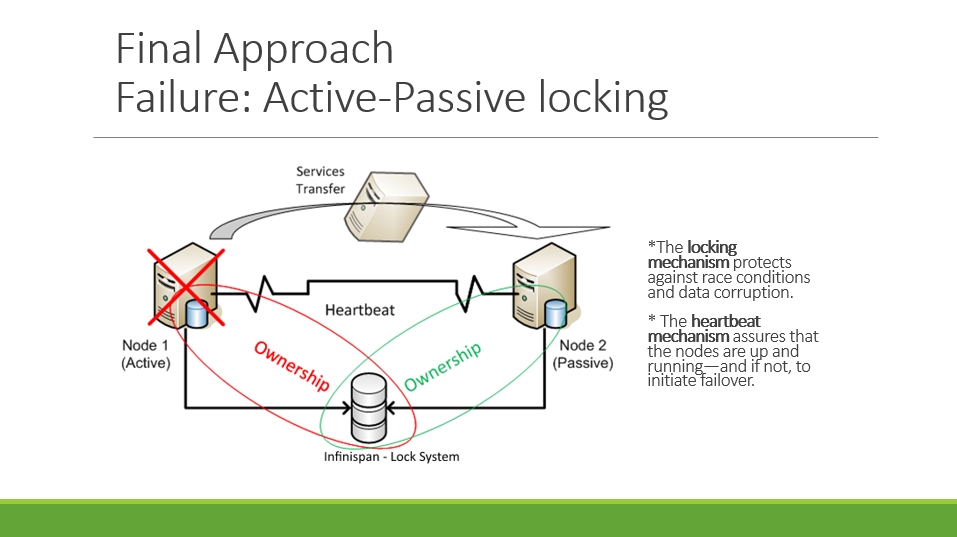 Final Approach
Failure: Active-Passive locking
Services
Transfer
Heartbeat
Node 1
(Active)
Ownership
Ownership
Node 2
(Passive)
Infinispan - Lock System
*The locking
mechanism protects
against race conditions
and data corruption.
* The heartbeat
mechanism assures that
the nodes are up and
running—and if not, to
initiate failover.